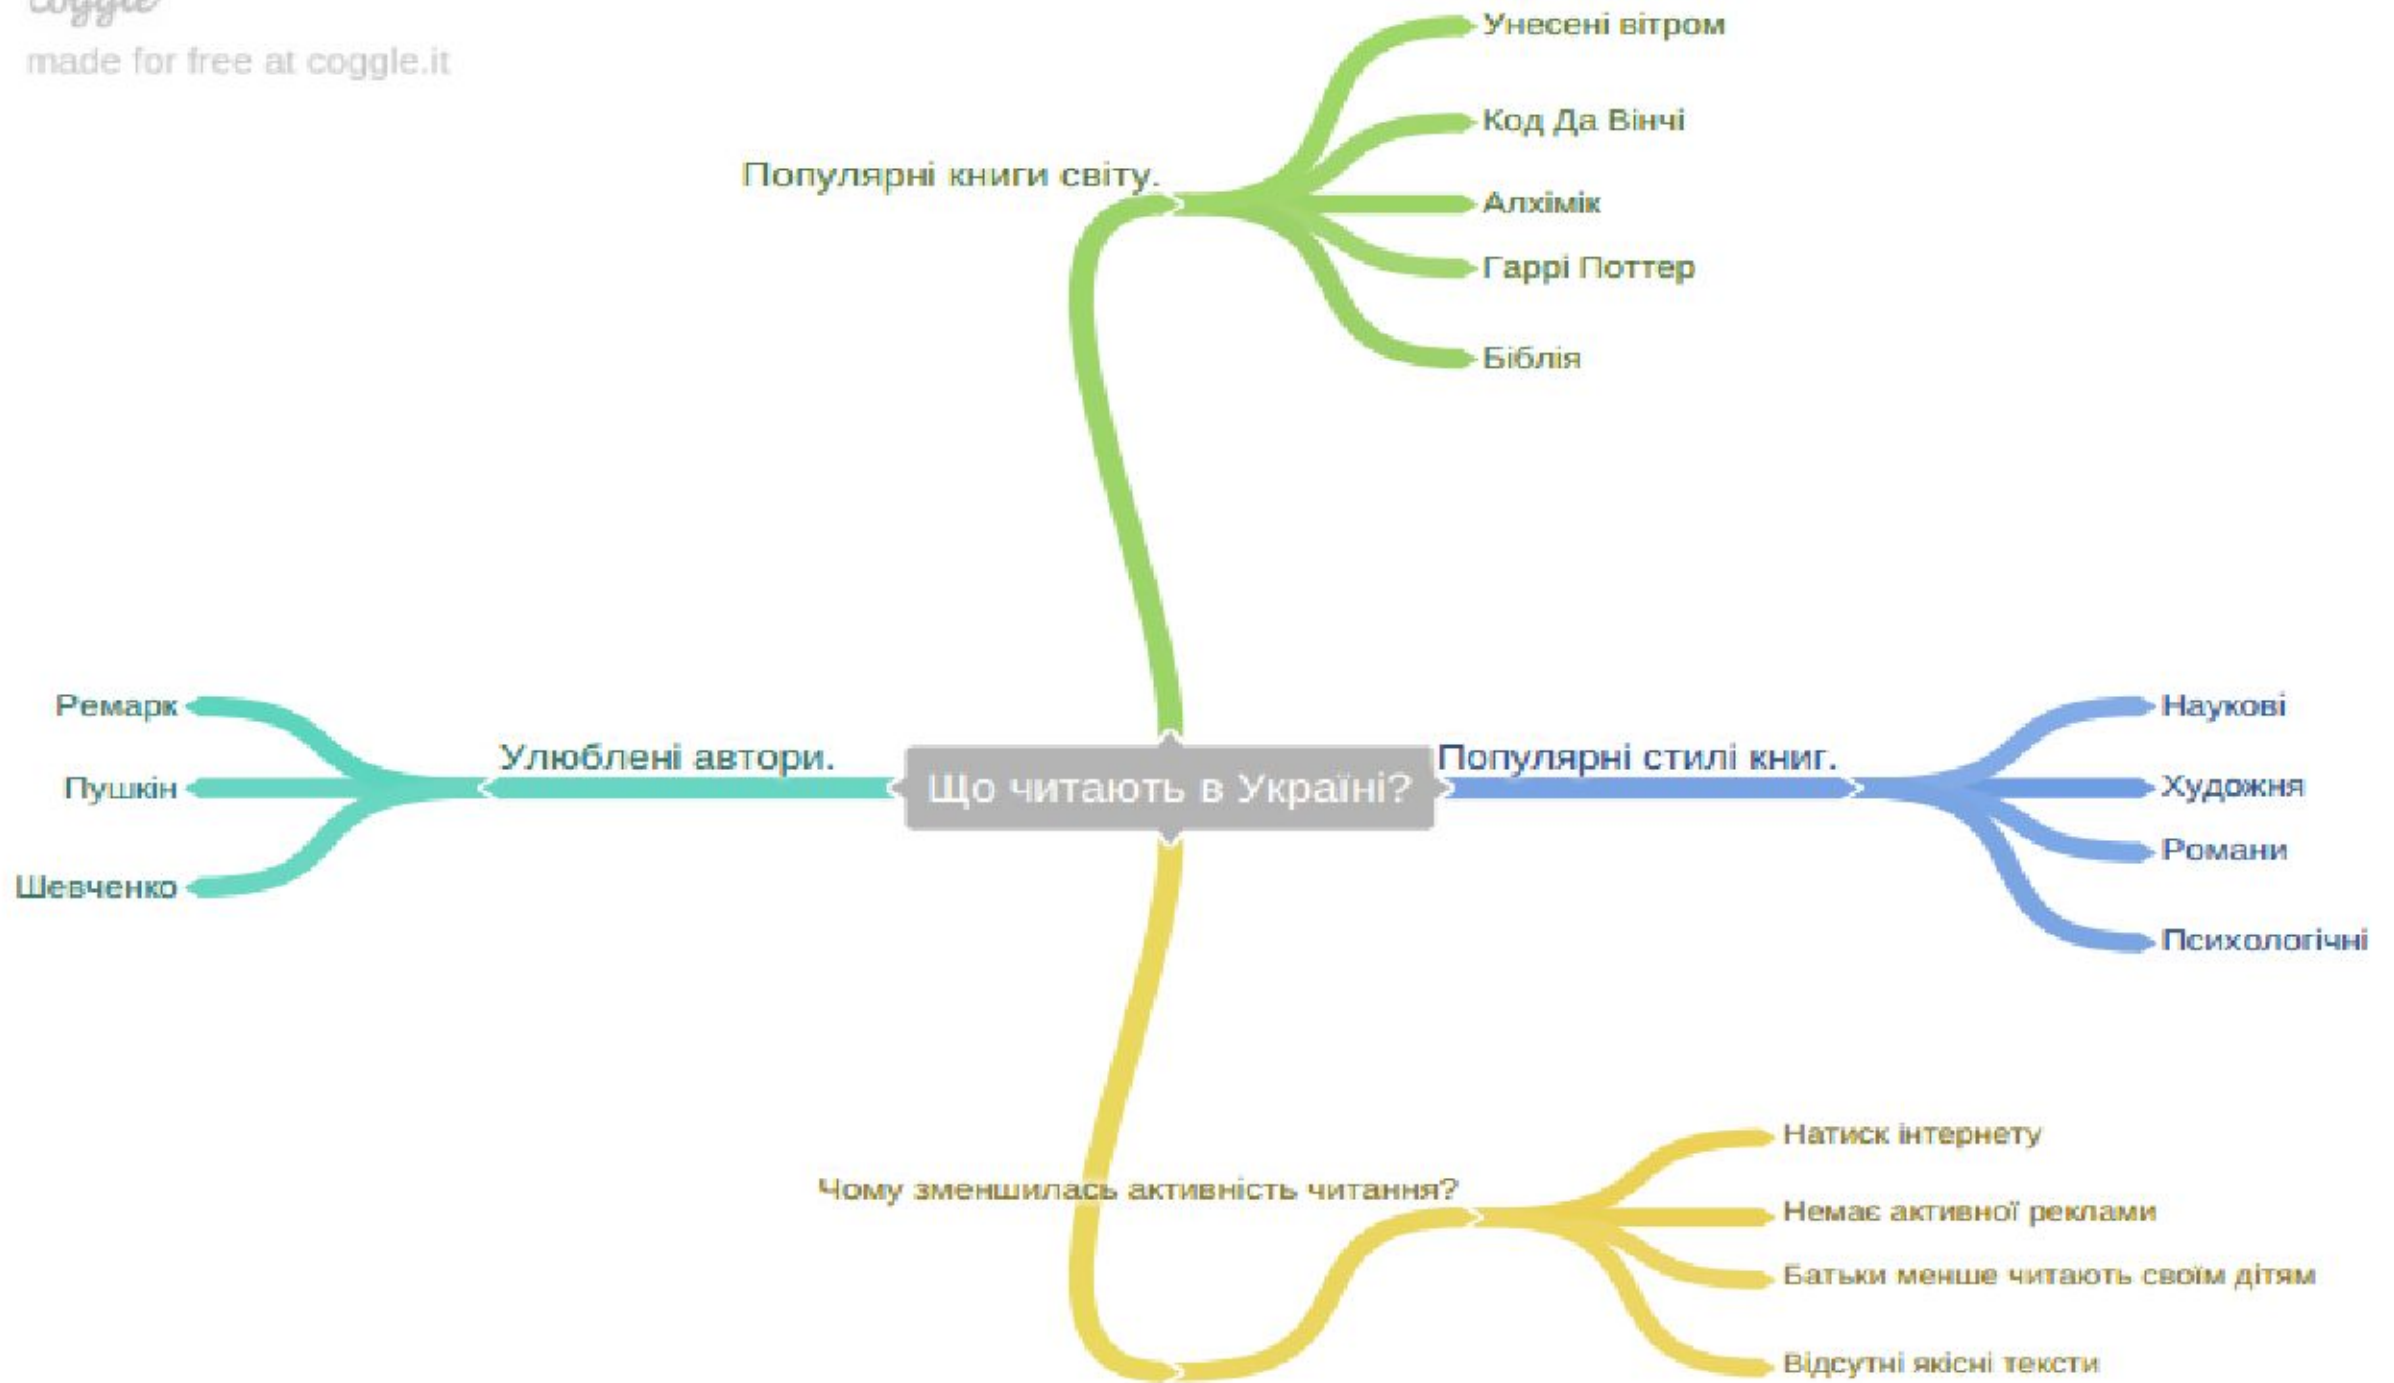 coggle
made for free at coggle.it
Популярні книги світу.
Унесені вітром
Код Да Вінчі
Алхімік
Гаррі Поттер
Біблія
Улюблені автори.
Ремарк
Пушкін
Шевченко
Що читають в Україні?
Популярні стилі книг.
Наукові
Художня
Романи
Психологічні
Чому зменшилась активність читання?
Натиск інтернету
Немає активної реклами
Батьки менше читають своїм дітям
Відсутні якісні тексти